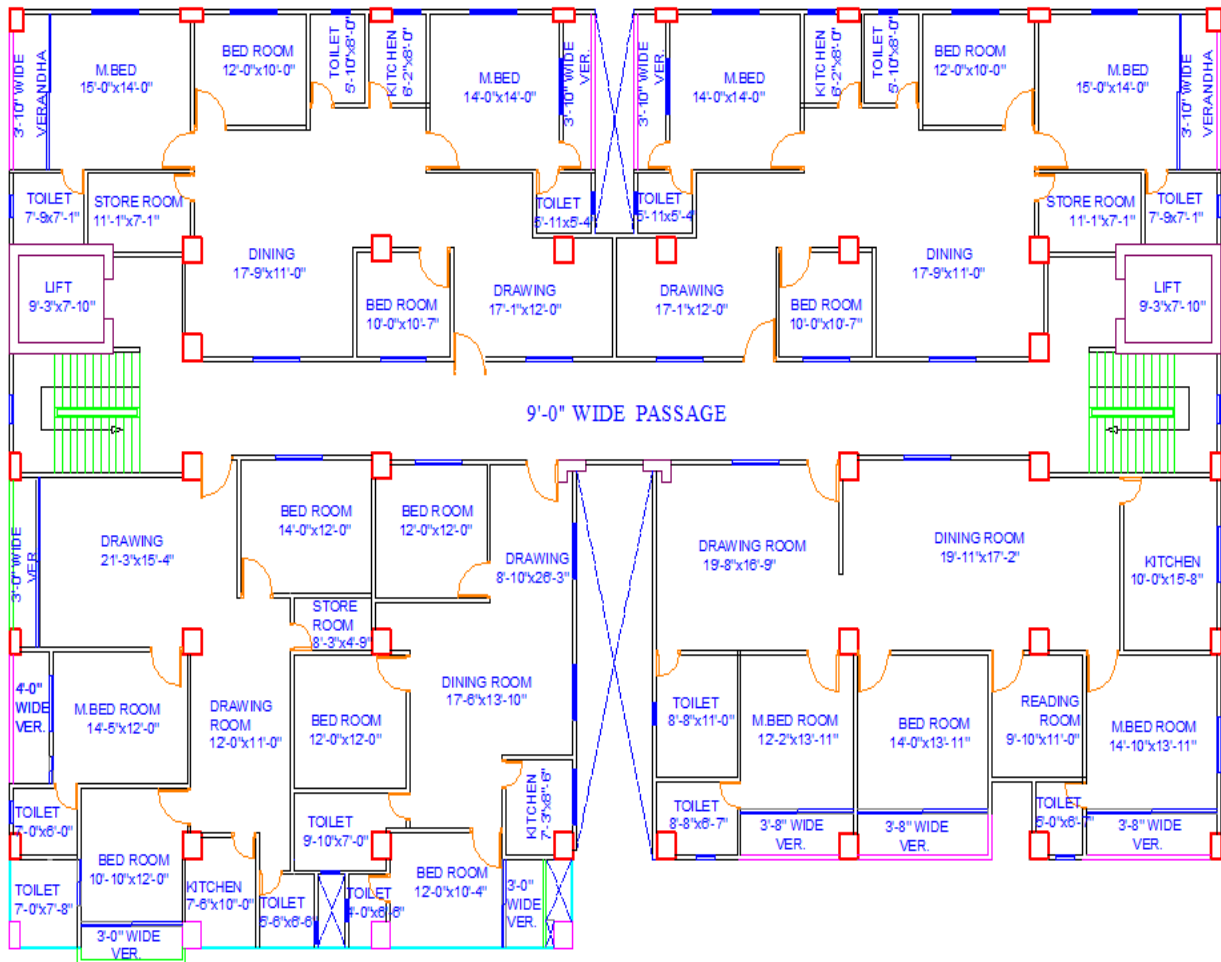 BED ROOM
12'-0"x10'-0"
TOILET
5'-10"x8'-0"
KITCHEN
6'-2"x8'-0"
M.BED
15'-0"x14'-0"
3'-10" WIDE
VERANDHA
M.BED
14'-0"x14'-0"
3'-10" WIDE
VER.
3'-10" WIDE
VER.
M.BED
14'-0"x14'-0"
KITCHEN
6'-2"x8'-0"
TOILET
5'-10"x8'-0"
BED ROOM
12'-0"x10'-0"
M.BED
15'-0"x14'-0"
3'-10" WIDE
VERANDHA
TOILET
7'-9x7'-1"
STORE ROOM
11'-1"x7'-1"
TOILET
5'-11x5'-4
TOILET
5'-11x5'-4
STORE ROOM
11'-1"x7'-1
TOILET
7'-9x7'-1"
LIFT
9'-3"x7'-10"
DINING
17'-9"x11'-0"
BED ROOM
10'-0"x10'-7"
DRAWING
17'-1"x12'-0"
DRAWING
17'-1"x12'-0"
BED ROOM
10'-0"x10'-7"
DINING
17'-9"x11'-0"
LIFT
9'-3"x7'-10"
9'-0" WIDE PASSAGE
3'-0" WIDE
VER
DRAWING
21'-3"x15'-4"
BED ROOM
14'-0"x12'-0"
BED ROOM
12'-0"x12'-0"
DRAWING
8'-10"x26'-3"
DRAWING ROOM
19'-8"x16'-9"
DINING ROOM
19'-11"x17'-2"
KITCHEN
10'-0"x15'-8"
STORE
ROOM
8'-3"x4'-9"
4'-0"
WIDE
VER.
M.BED ROOM
14'-5"x12'-0"
DRAWING
ROOM
12'-0"x11'-0"
BED ROOM
12'-0"x12'-0"
DINING ROOM
17'-6"x13'-10"
TOILET
8'-8"x11'-0"
M.BED ROOM
12'-2"x13'-11"
BED ROOM
14'-0"x13'-11"
READING
ROOM
9'-10"x11'-0"
M.BED ROOM
14'-10"x13'-11"
TOILET
7'-0"x6'-0"
BED ROOM
10'-10"x12'-0"
TOILET
9'-10"x7'-0"
KITCHEN
7'-3"x8'-6"
TOILET
8'-8"x6'-7"
3'-8" WIDE
VER.
3'-8" WIDE
VER.
TOILET
5'-0"x6'-7"
3'-8" WIDE
VER.
TOILET
7'-0"x7'-8"
KITCHEN
7'-6"x10'-0"
TOILET
5'-6"x6'-6"
TOILET
4'-0"x6'-6"
BED ROOM
12'-0"x10'-4"
3'-0"
WIDE
VER.
3'-0" WIDE
VER.